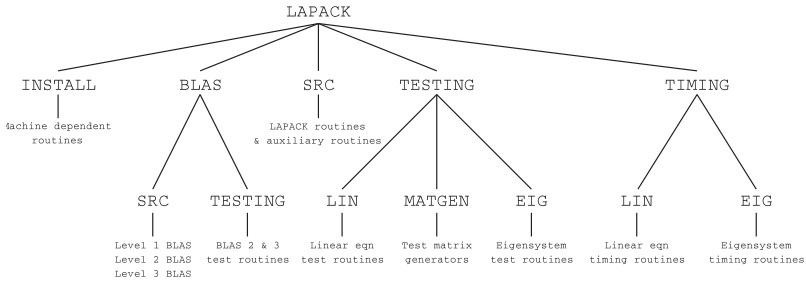 LAPACK
INSTALL BLAS SRC TESTING TIMING
Machine dependent
routines
LAPACK routines
& auxiliary routines
SRC TESTING LIN MATGEN EIG LIN EIG
Level 1 BLAS
Level 2 BLAS
Level 3 BLAS
BLAS 2 & 3
test routines
Linear eqn
test routines
Test matrix
generators
Eigensystem
test routines
Linear eqn
timing routines
Eigensystem
timing routines